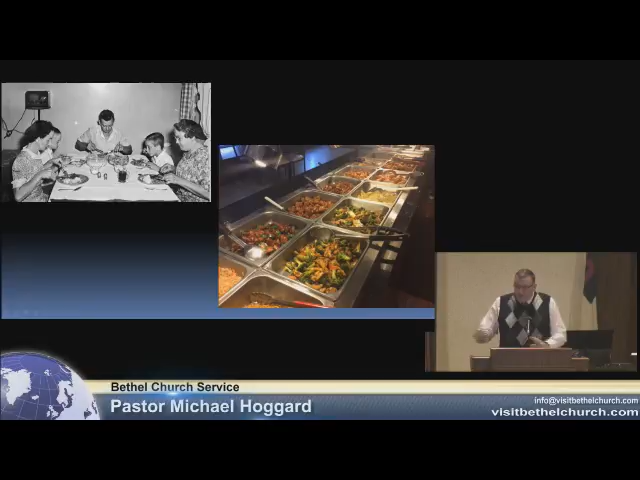 Bethel Church Service
Pastor Michael Hoggard
info@visitbethelchurch.com
visitbethelchurch.com